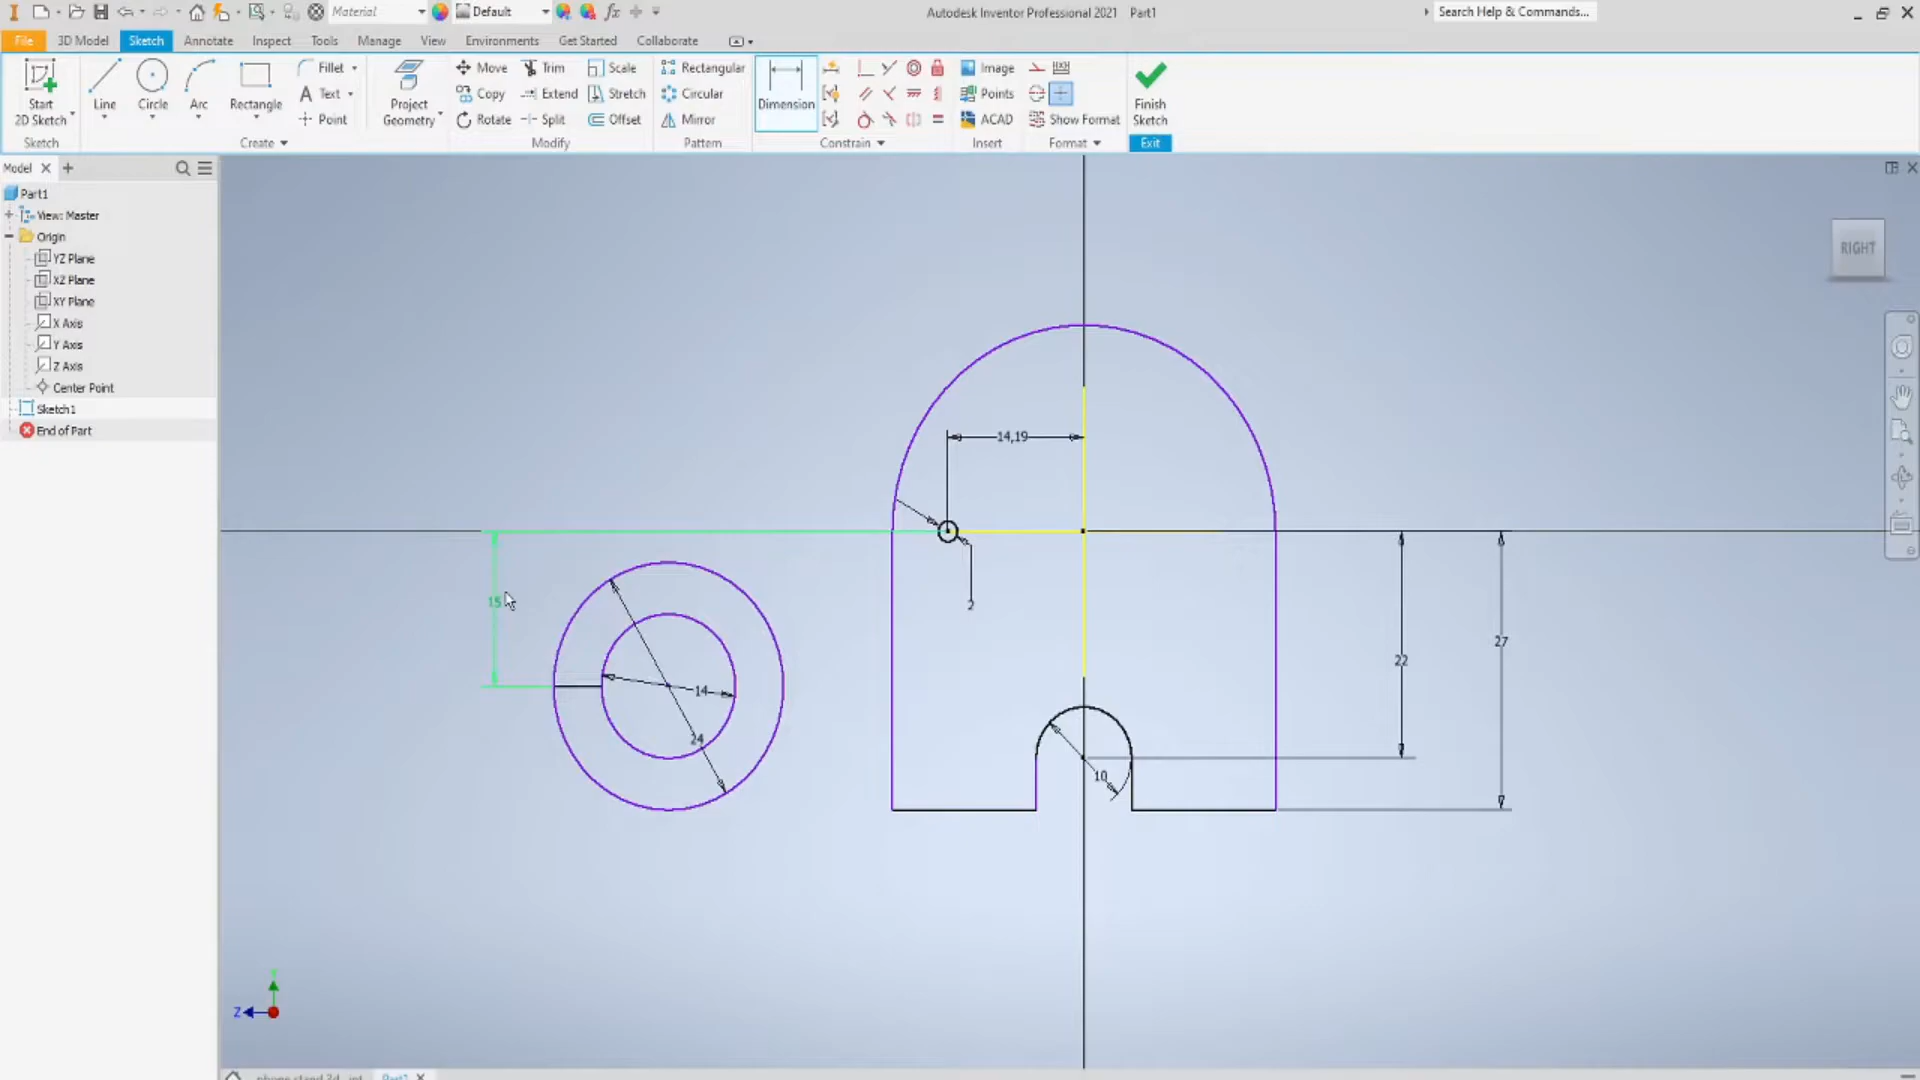 Material
Default
Autodesk Inventor Professional 2021 Part1
Search Help & Commands...
File 3D Model Sketch Annotate Inspect Tools Manage View Environments Get Started Collaborate
Start
2D Sketch
Line
Circle
Arc
Rectangle
Fillet
Text
Point
Project
Geometry
Move
Copy
Rotate
Trim
Extend
Split
Scale
Stretch
Offset
Rectangular
Circular
Mirror
Dimension
Image
Points
ACAD
Show Format
Finish
Sketch
Sketch
Create
Modify
Pattern
Constrain
Insert
Format
Exit
Model
Part1
View: Master
Origin
YZ Plane
XZ Plane
XY Plane
X Axis
Y Axis
Z Axis
Center Point
Sketch1
End of Part
RIGHT
14,19
15
2
27
22
14
24
10
Z
Part1